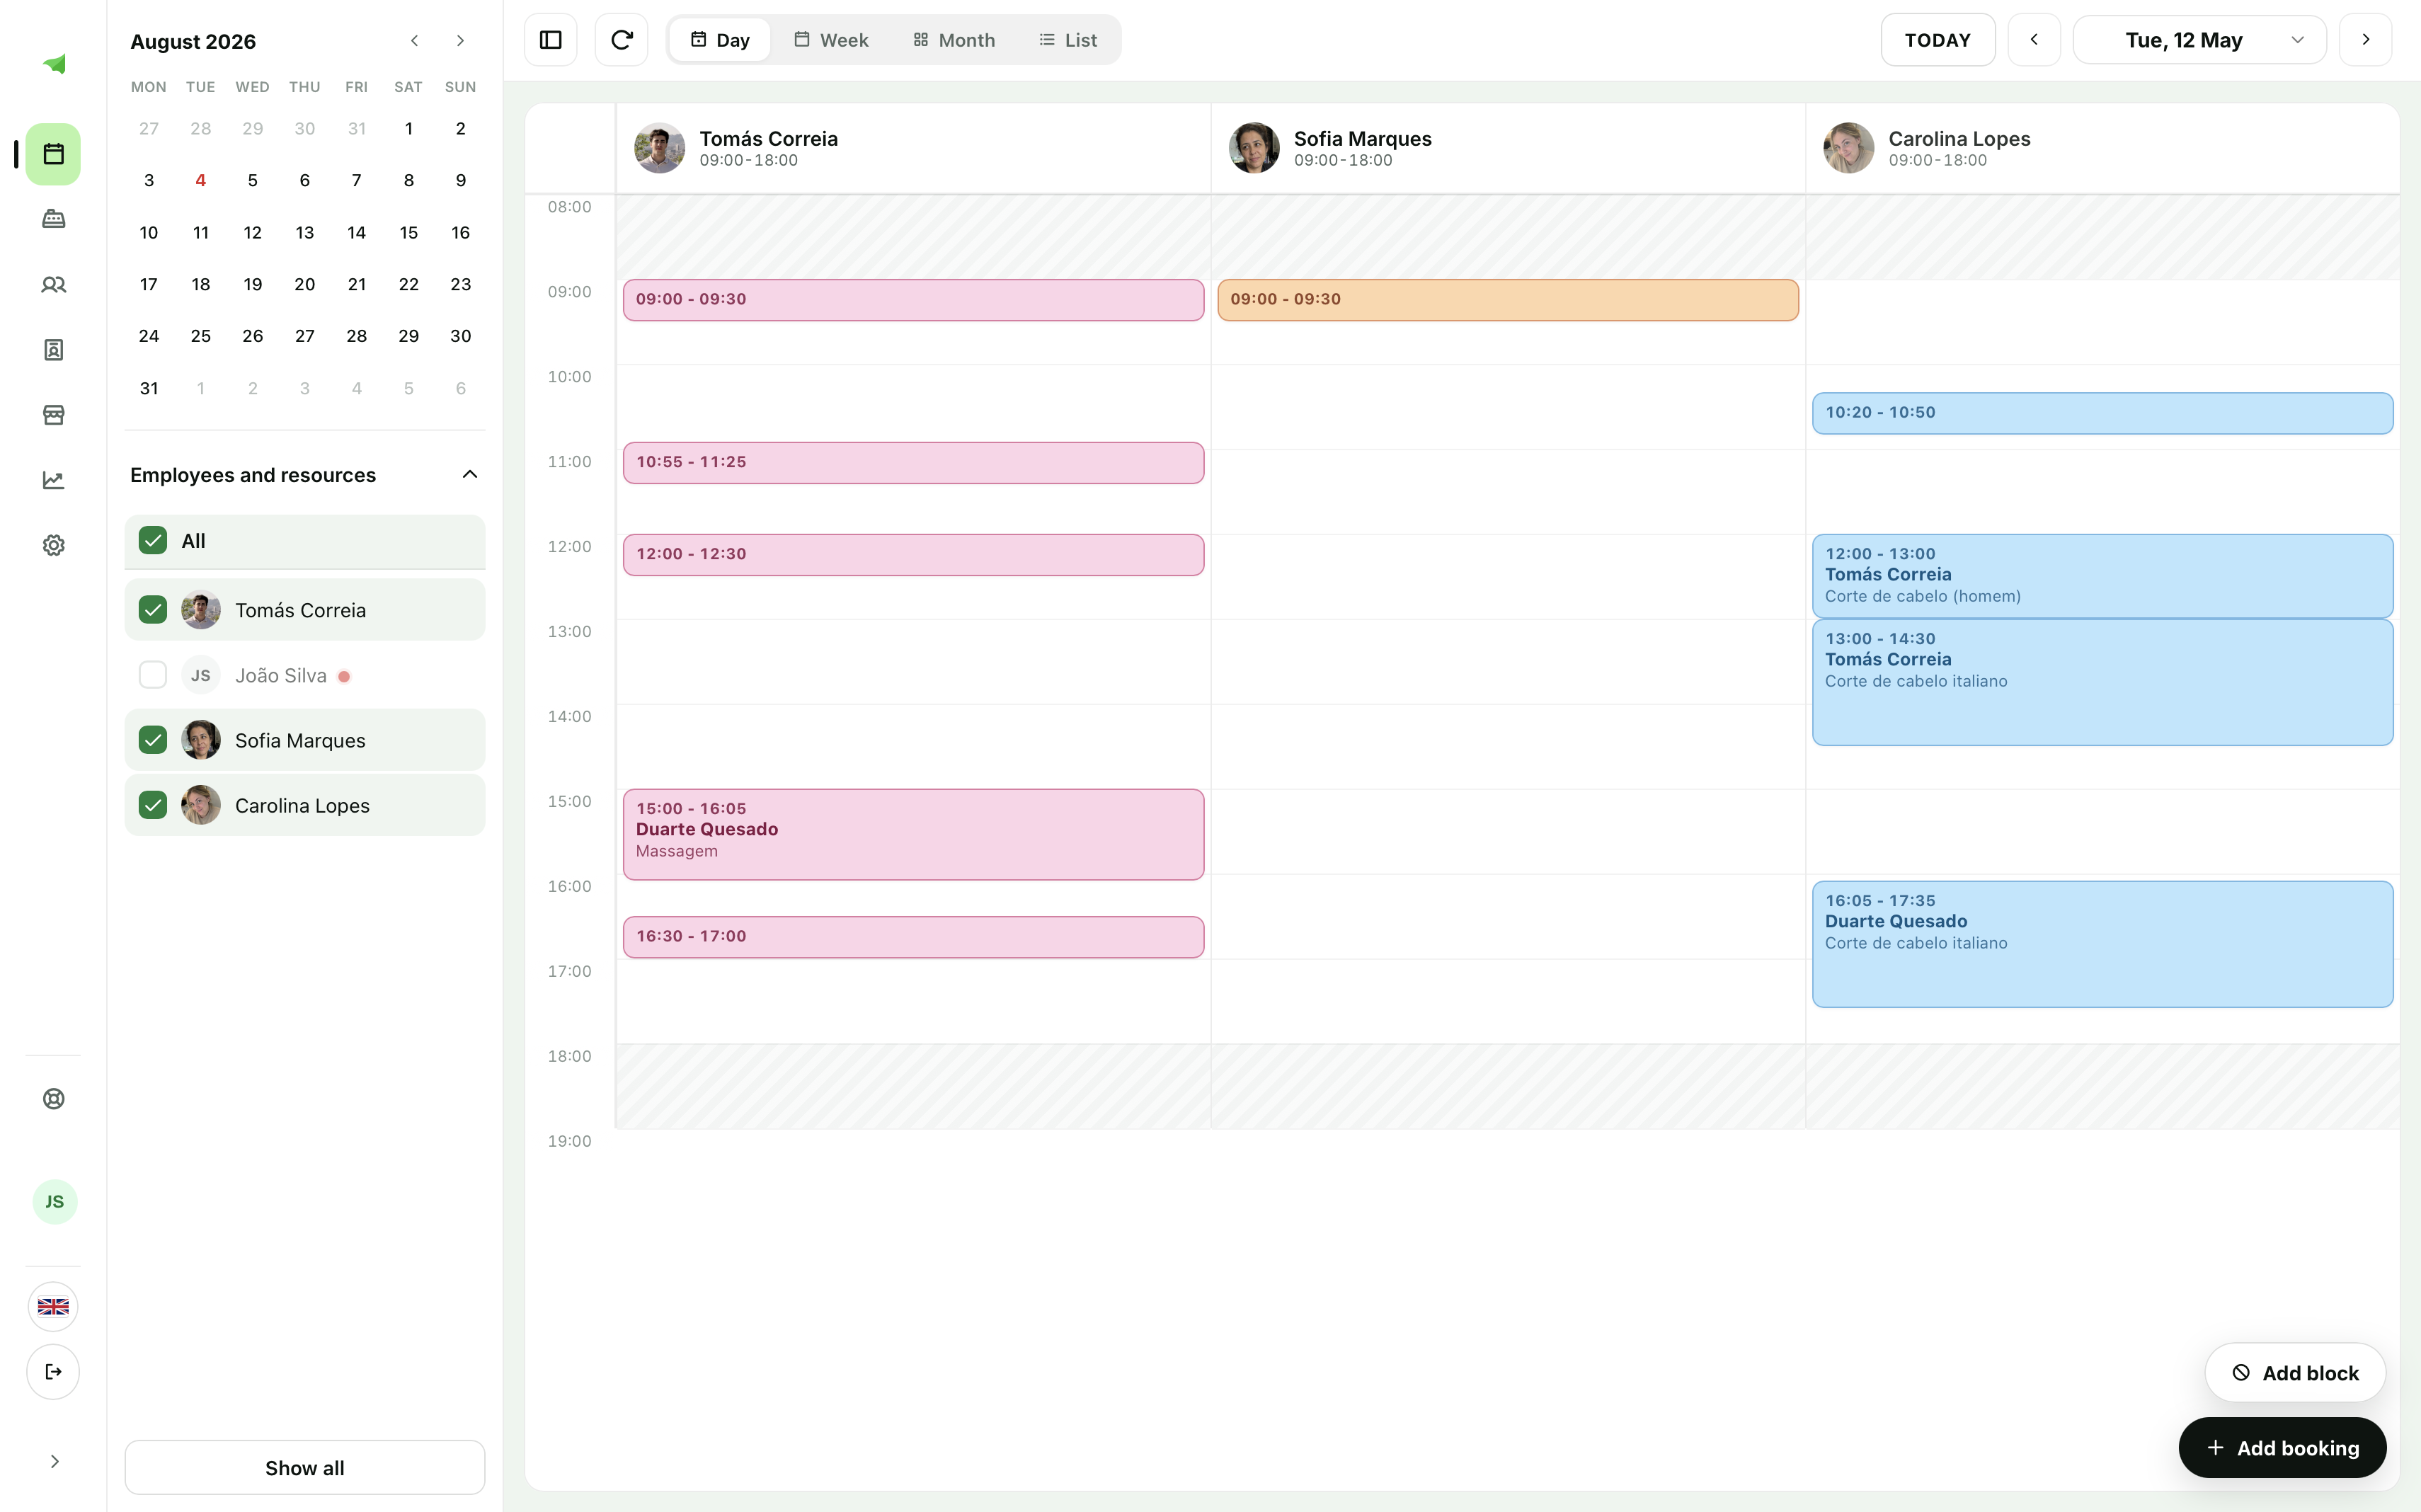 August 2026
MON TUE WED THU FRI SAT SUN
27 28 29 30 31 1 2
3 4 5 6 7 8 9
10 11 12 13 14 15 16
17 18 19 20 21 22 23
24 25 26 27 28 29 30
31 1 2 3 4 5 6
Employees and resources
All
Tomás Correia
JS João Silva
Sofia Marques
Carolina Lopes
Show all
JS
Day Week Month List
TODAY Tue, 12 May
Tomás Correia
09:00-18:00
Sofia Marques
09:00-18:00
Carolina Lopes
09:00-18:00
08:00
09:00
10:00
11:00
12:00
13:00
14:00
15:00
16:00
17:00
18:00
19:00
09:00 - 09:30
10:55 - 11:25
12:00 - 12:30
15:00 - 16:05
Duarte Quesado
Massagem
16:30 - 17:00
09:00 - 09:30
10:20 - 10:50
12:00 - 13:00
Tomás Correia
Corte de cabelo (homem)
13:00 - 14:30
Tomás Correia
Corte de cabelo italiano
16:05 - 17:35
Duarte Quesado
Corte de cabelo italiano
Add block
Add booking